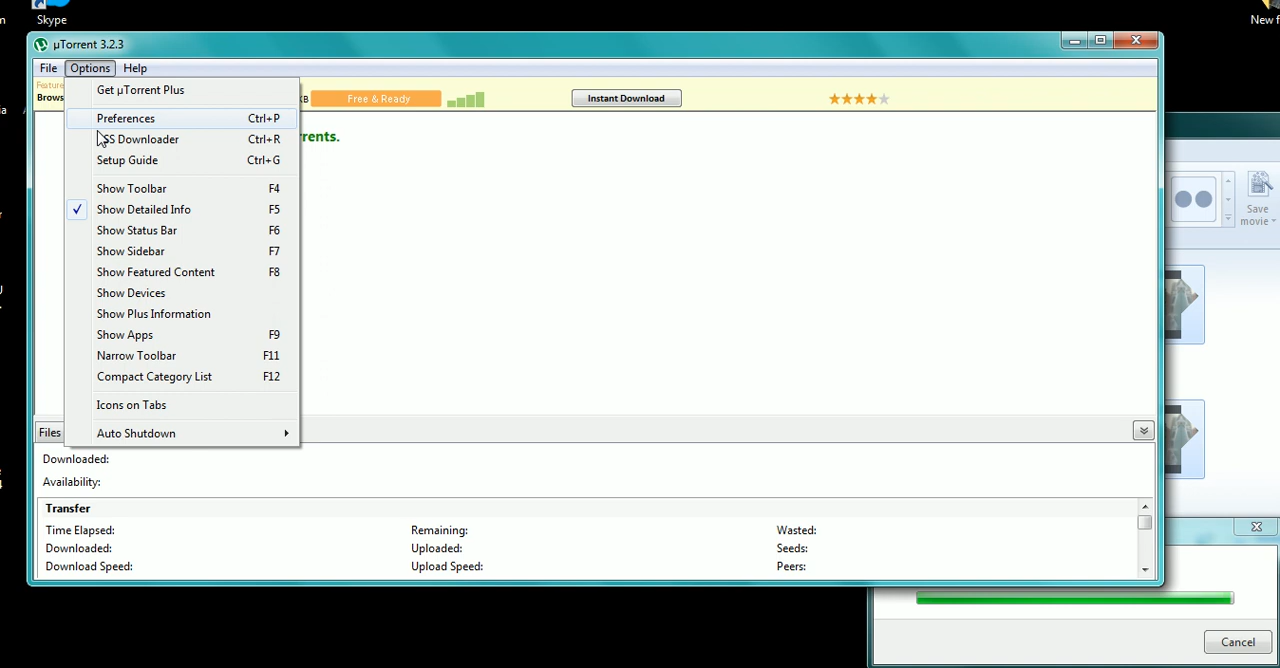 Skype
New f
µTorrent 3.2.3
File Options Help
Feature
Brows
Free & Ready
Instant Download
Get µTorrent Plus
Preferences Ctrl+P
SS Downloader Ctrl+R
Setup Guide Ctrl+G
Show Toolbar F4
Show Detailed Info F5
Show Status Bar F6
Show Sidebar F7
Show Featured Content F8
Show Devices
Show Plus Information
Show Apps F9
Narrow Toolbar F11
Compact Category List F12
Icons on Tabs
Auto Shutdown
rrents.
Save
movie
Files
Downloaded:
Availability:
Transfer
Time Elapsed: Remaining: Wasted:
Downloaded: Uploaded: Seeds:
Download Speed: Upload Speed: Peers:
Cancel